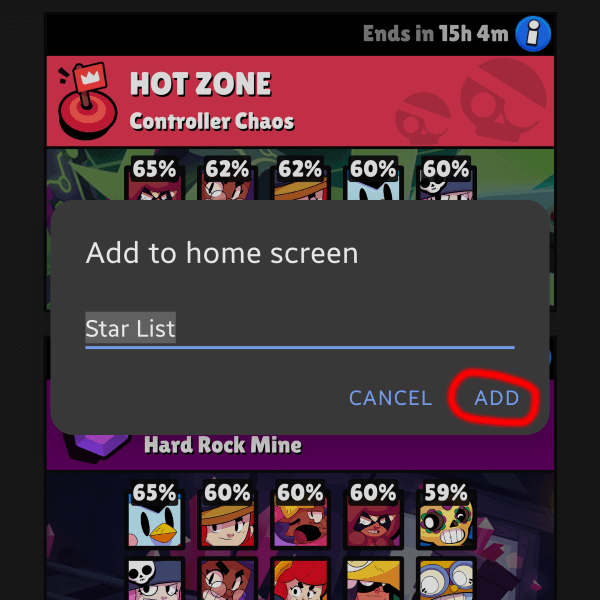 Ends in 15h 4m
HOT ZONE
Controller Chaos
65% 62% 62% 60% 60%
Add to home screen
Star List
CANCEL ADD
Hard Rock Mine
65% 60% 60% 60% 59%